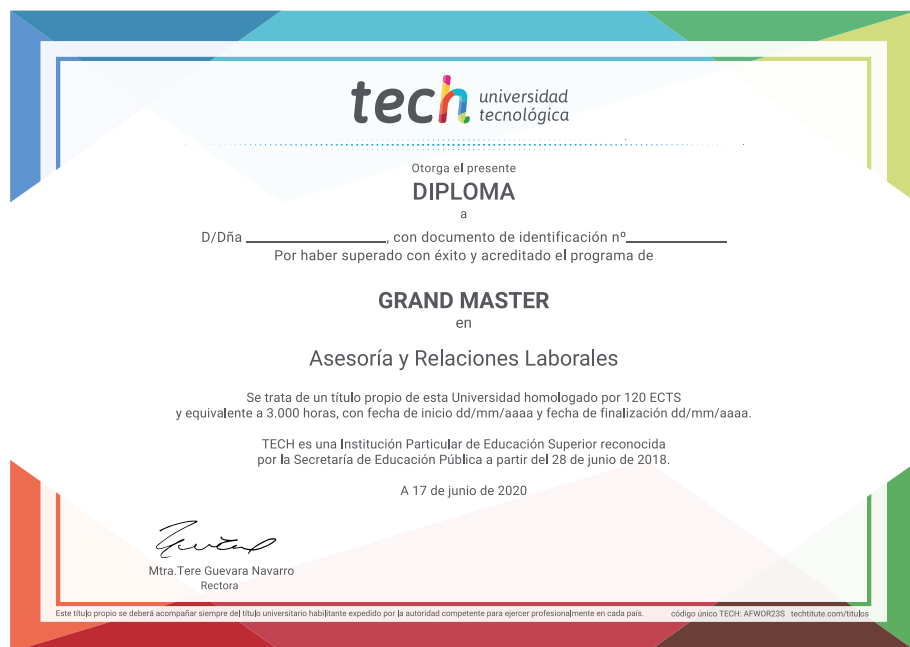 tech universidad
tecnológica
Otorga el presente
DIPLOMA
a
D/Dña , con documento de identificación nº
Por haber superado con éxito y acreditado el programa de
GRAND MASTER
en
Asesoría y Relaciones Laborales
Se trata de un título propio de esta Universidad homologado por 120 ECTS
y equivalente a 3.000 horas, con fecha de inicio dd/mm/aaaa y fecha de finalización dd/mm/aaaa.
TECH es una Institución Particular de Educación Superior reconocida
por la Secretaría de Educación Pública a partir del 28 de junio de 2018.
A 17 de junio de 2020
Mtra.Tere Guevara Navarro
Rectora
Este título propio se deberá acompañar siempre del título universitario habilitante expedido por la autoridad competente para ejercer profesionalmente en cada país. código único TECH: AFWOR23S techtitute.com/titulos